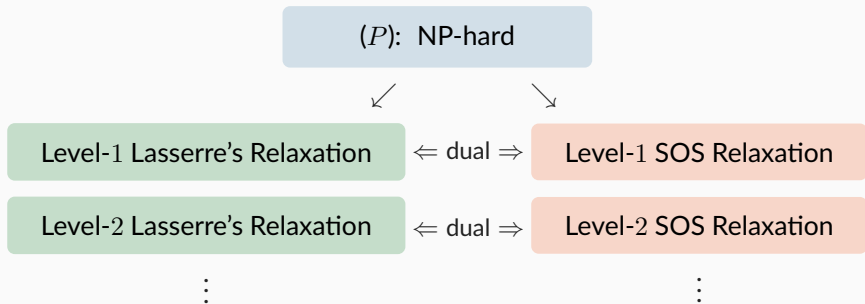 (P): NP-hard
Level-1 Lasserre's Relaxation ⇐ dual ⇒ Level-1 SOS Relaxation
Level-2 Lasserre's Relaxation ⇐ dual ⇒ Level-2 SOS Relaxation
⋮ ⋮